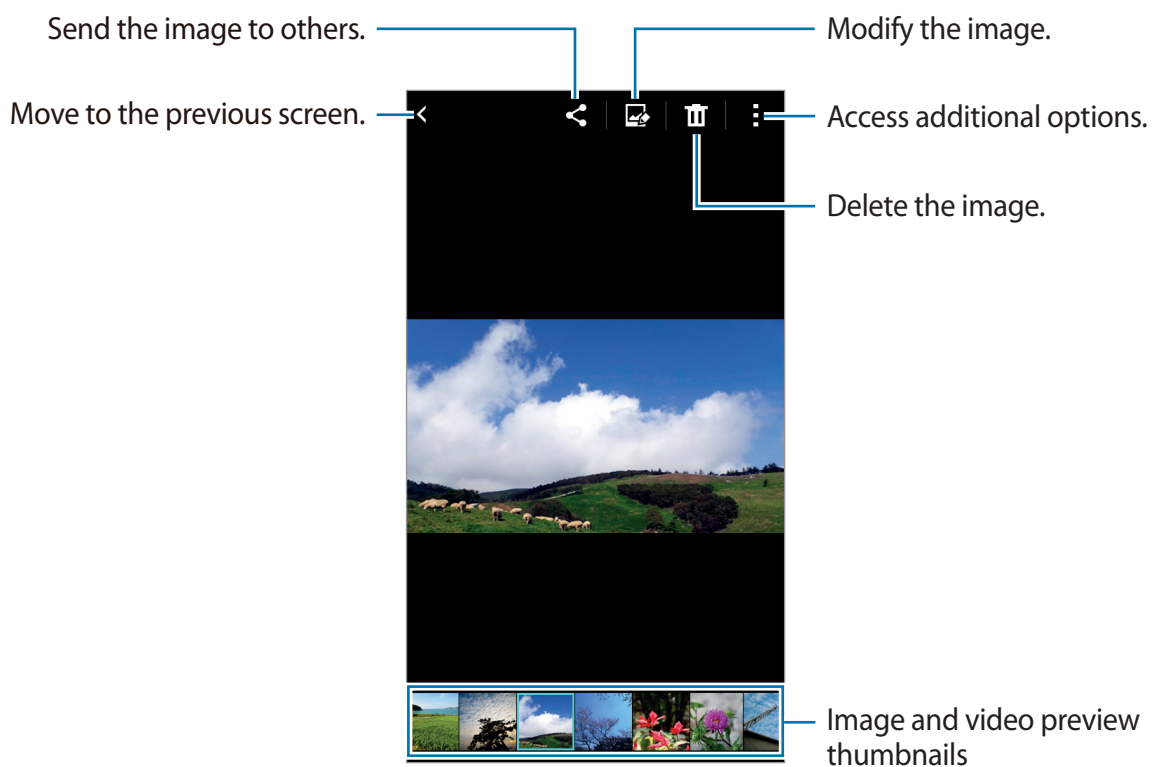 Send the image to others.
Modify the image.
Move to the previous screen.
Access additional options.
Delete the image.
Image and video preview
thumbnails